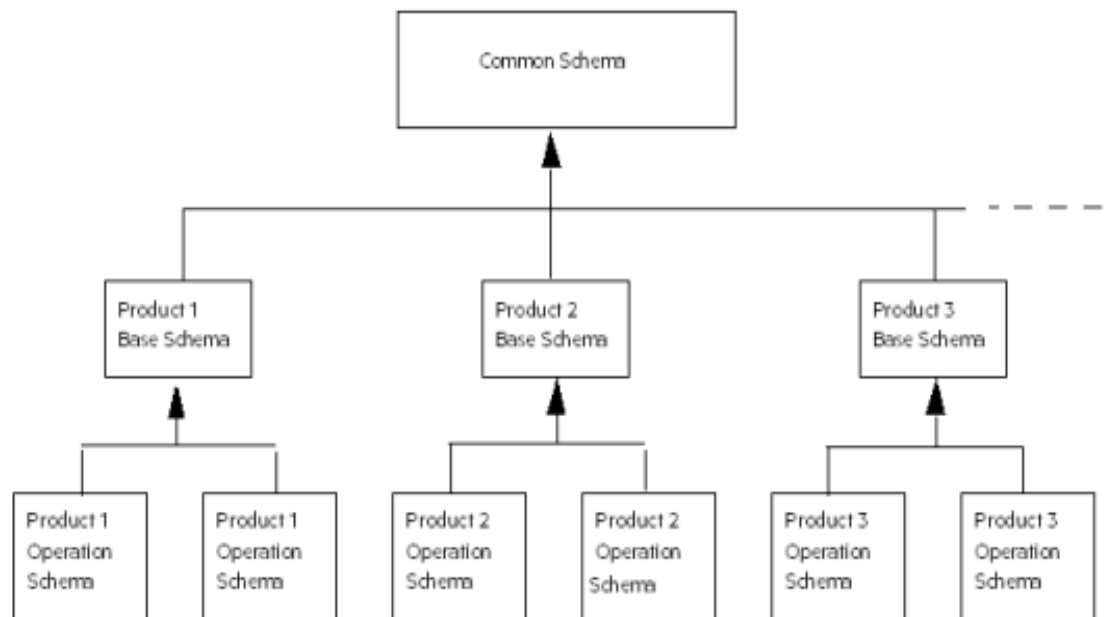 Common Schema
Product 1
Base Schema
Product 2
Base Schema
Product 3
Base Schema
Product 1
Operation
Schema
Product 1
Operation
Schema
Product 2
Operation
Schema
Product 2
Operation
Schema
Product 3
Operation
Schema
Product 3
Operation
Schema